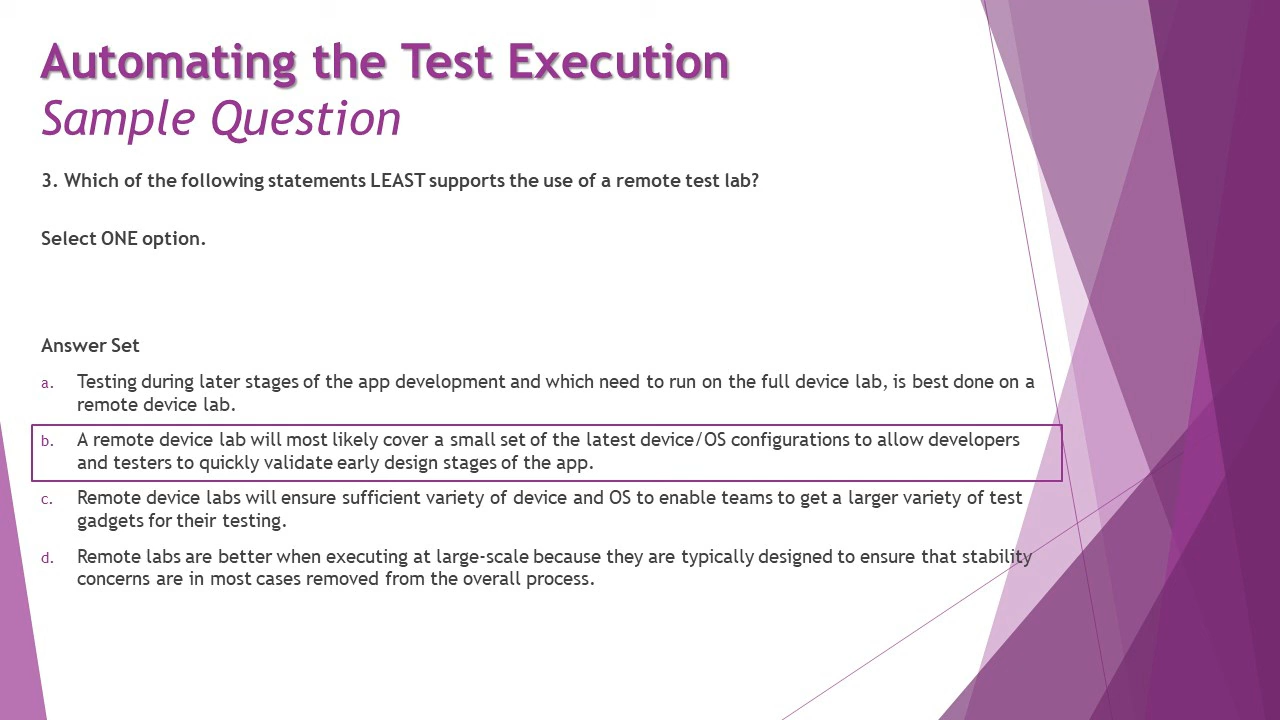 Automating the Test Execution
Sample Question
3. Which of the following statements LEAST supports the use of a remote test lab?
Select ONE option.
Answer Set
a. Testing during later stages of the app development and which need to run on the full device lab, is best done on a
remote device lab.
b. A remote device lab will most likely cover a small set of the latest device/OS configurations to allow developers
and testers to quickly validate early design stages of the app.
c. Remote device labs will ensure sufficient variety of device and OS to enable teams to get a larger variety of test
gadgets for their testing.
d. Remote labs are better when executing at large-scale because they are typically designed to ensure that stability
concerns are in most cases removed from the overall process.